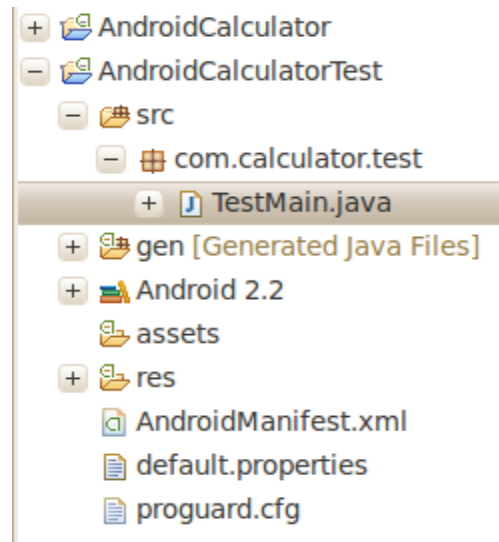 AndroidCalculator
AndroidCalculatorTest
src
com.calculator.test
TestMain.java
gen [Generated Java Files]
Android 2.2
assets
res
AndroidManifest.xml
default.properties
proguard.cfg